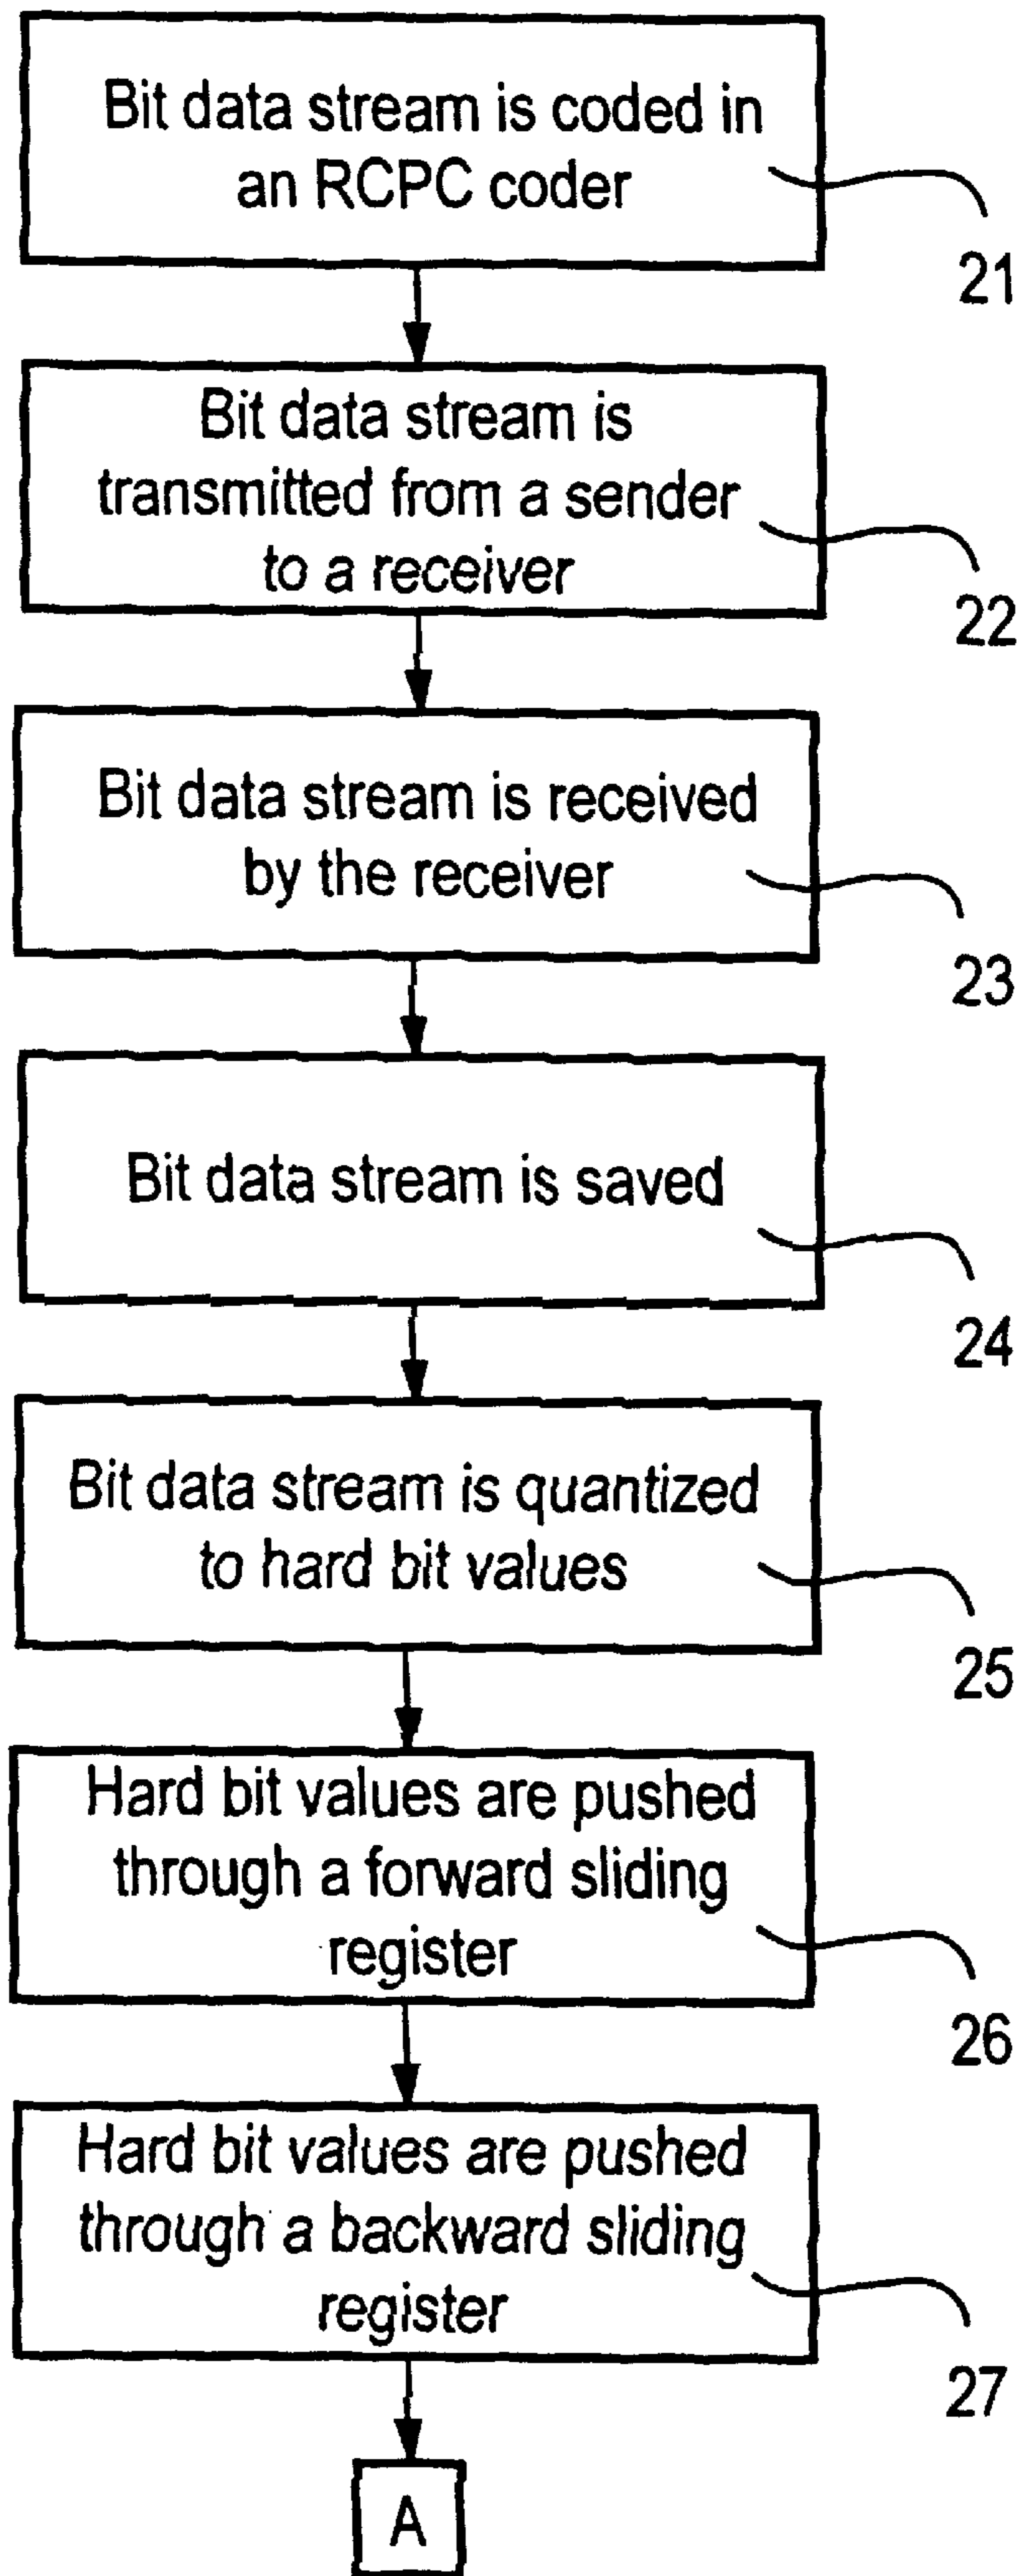 Bit data stream is coded in
an RCPC coder
21
Bit data stream is
transmitted from a sender
to a receiver
22
Bit data stream is received
by the receiver
23
Bit data stream is saved
24
Bit data stream is quantized
to hard bit values
25
Hard bit values are pushed
through a forward sliding
register
26
Hard bit values are pushed
through a backward sliding
register
27
A